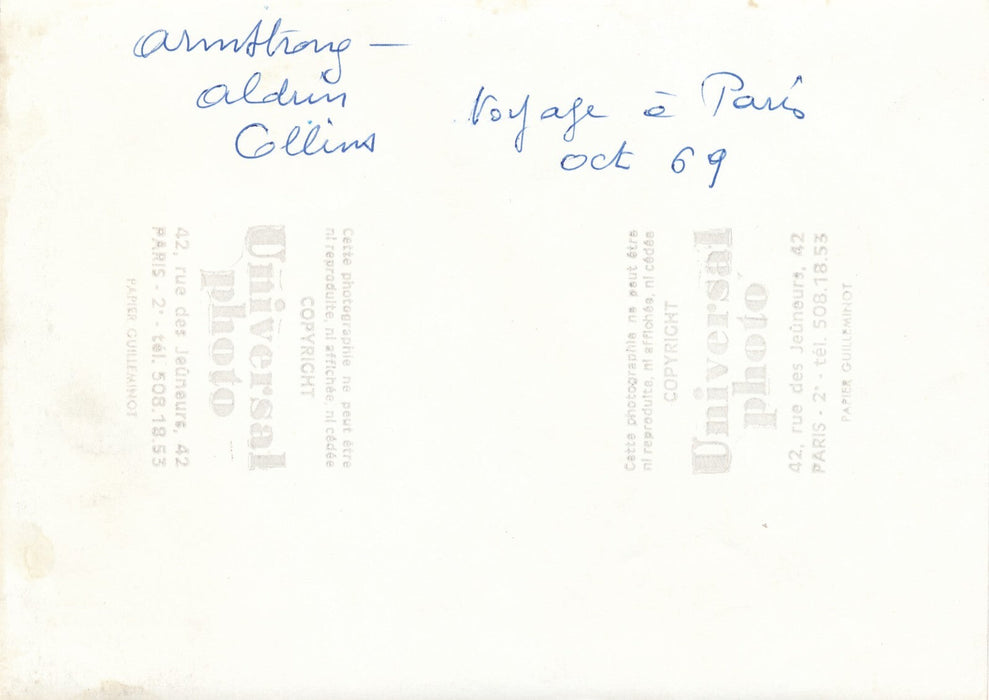 Armstrong —
Aldrin
Collins
Voyage à Paris
oct 69
Cette photographie ne peut être
ni reproduite, ni affichée, ni cédée
COPYRIGHT
Universal
photo
42, rue des Jeûneurs, 42
PARIS - 2° - tél. 508.18.53
PAPIER GUILLEMINOT
Cette photographie ne peut être
ni reproduite, ni affichée, ni cédée
COPYRIGHT
Universal
photo
42, rue des Jeûneurs, 42
PARIS - 2° - tél. 508.18.53
PAPIER GUILLEMINOT